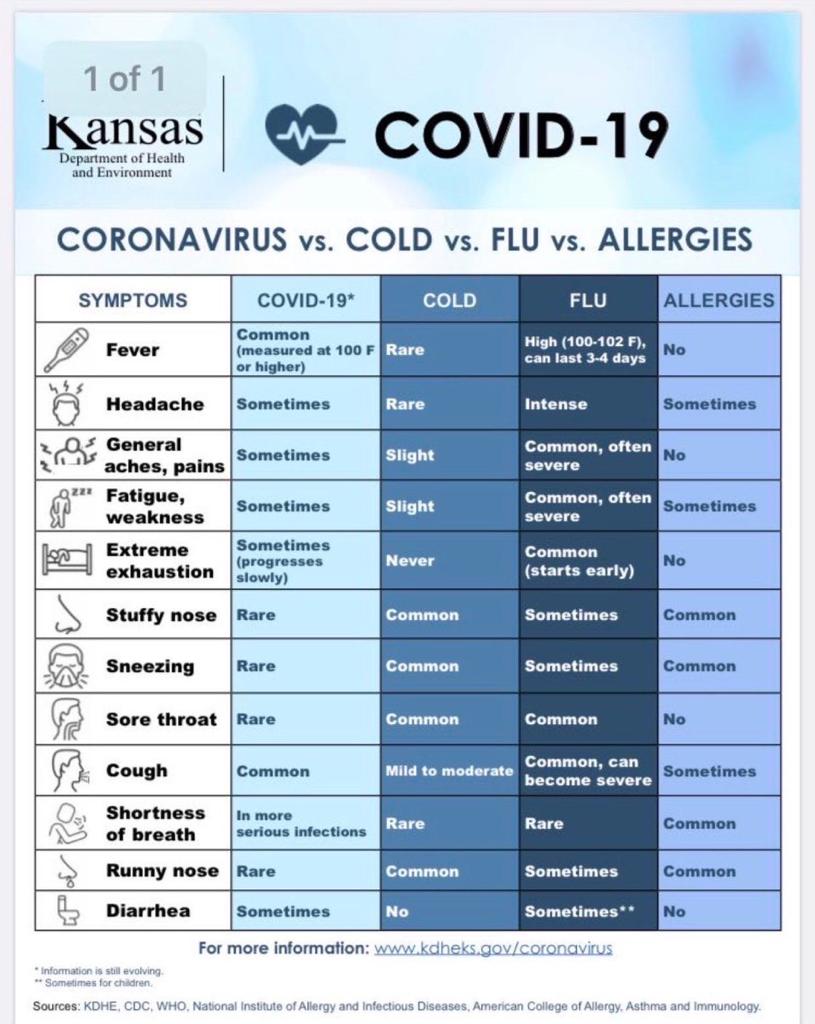 1 of 1
Kansas
Department of Health
and Environment
COVID-19
CORONAVIRUS vs. COLD vs. FLU vs. ALLERGIES
SYMPTOMS COVID-19* COLD FLU ALLERGIES
Fever Common (measured at 100 F or higher) Rare High (100-102 F), can last 3-4 days No
Headache Sometimes Rare Intense Sometimes
General aches, pains Sometimes Slight Common, often severe No
Fatigue, weakness Sometimes Slight Common, often severe Sometimes
Extreme exhaustion Sometimes (progresses slowly) Never Common (starts early) No
Stuffy nose Rare Common Sometimes Common
Sneezing Rare Common Sometimes Common
Sore throat Rare Common Common No
Cough Common Mild to moderate Common, can become severe Sometimes
Shortness of breath In more serious infections Rare Rare Common
Runny nose Rare Common Sometimes Common
Diarrhea Sometimes No Sometimes** No
For more information: www.kdheks.gov/coronavirus
* Information is still evolving.
** Sometimes for children.
Sources: KDHE, CDC, WHO, National Institute of Allergy and Infectious Diseases, American College of Allergy, Asthma and Immunology.